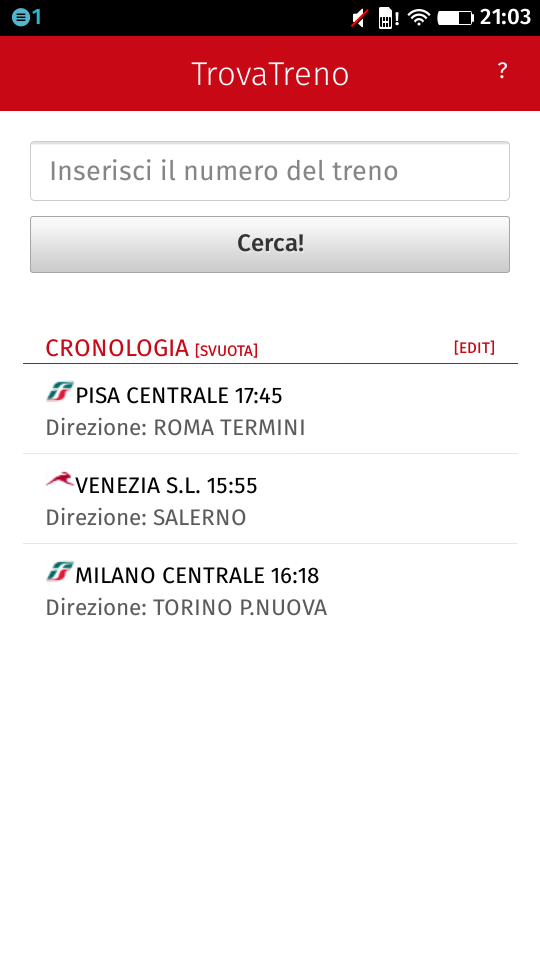 1 21:03
TrovaTreno ?
Inserisci il numero del treno
Cerca!
CRONOLOGIA [SVUOTA] [EDIT]
PISA CENTRALE 17:45
Direzione: ROMA TERMINI
VENEZIA S.L. 15:55
Direzione: SALERNO
MILANO CENTRALE 16:18
Direzione: TORINO P.NUOVA